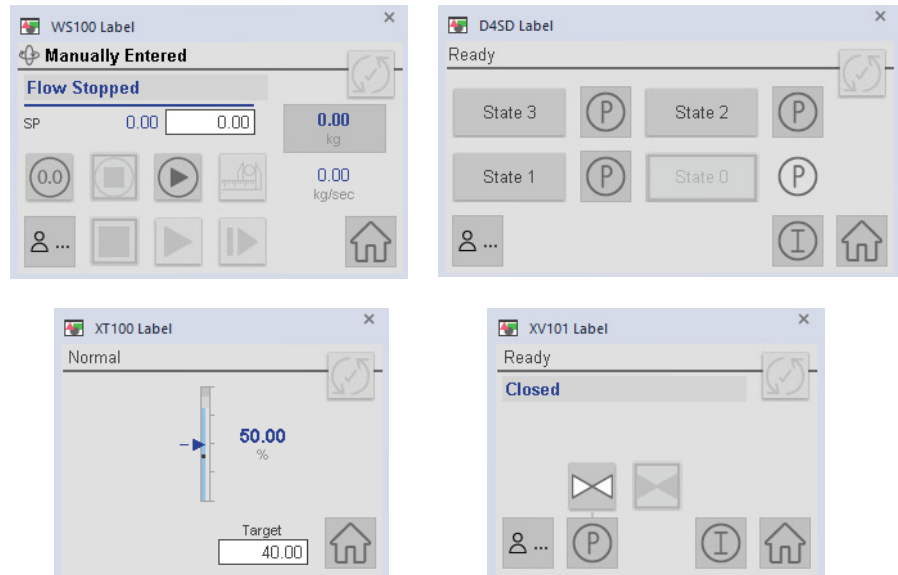 WS100 Label
Manually Entered
Flow Stopped
SP 0.00 0.00 0.00
kg
0.0
0.00
kg/sec
...
D4SD Label
Ready
State 3 P State 2 P
State 1 P State 0 P
... I
XT100 Label
Normal
50.00
%
Target
40.00
XV101 Label
Ready
Closed
... P I